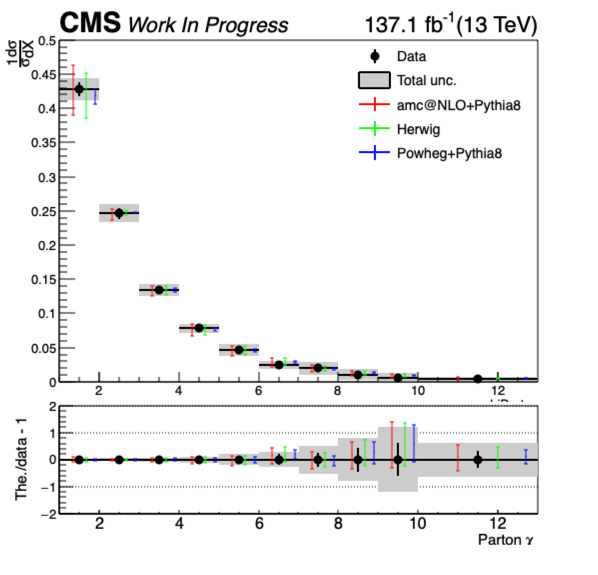 CMS Work In Progress 137.1 fb⁻¹(13 TeV)
1dσ
σdX
0.5
0.45
0.4
0.35
0.3
0.25
0.2
0.15
0.1
0.05
0
Data
Total unc.
amc@NLO+Pythia8
Herwig
Powheg+Pythia8
2 4 6 8 10 12
The./data - 1
2
1
0
−1
−2
2 4 6 8 10 12
Parton γ